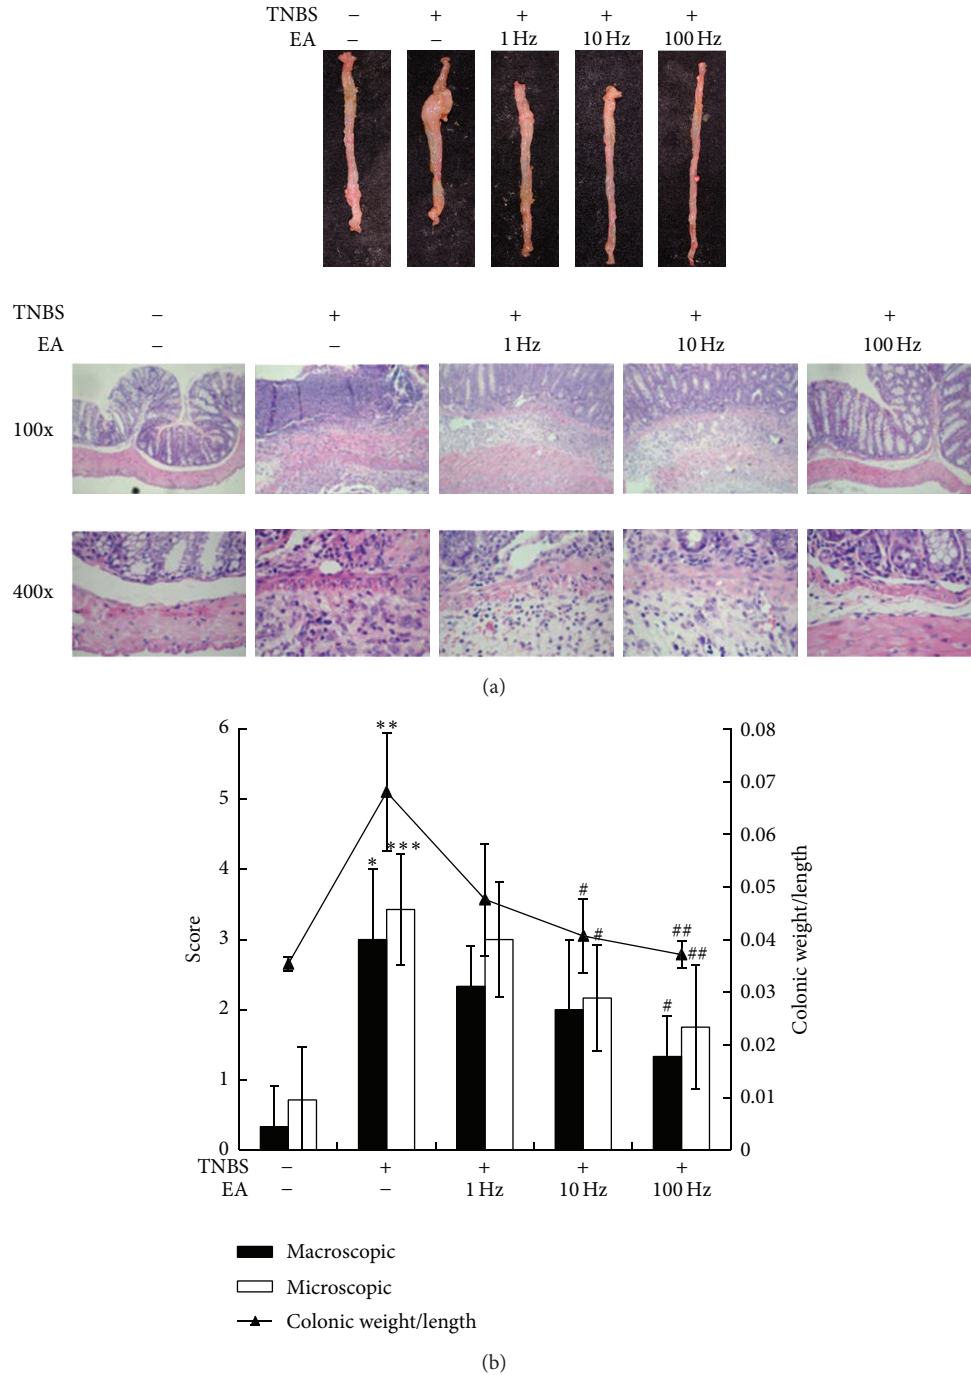 TNBS − + + + +
EA − − 1 Hz 10 Hz 100 Hz
TNBS − + + + +
EA − − 1 Hz 10 Hz 100 Hz
100x
400x
(a)
Score
6
5
4
3
2
1
0
** 
* ***
# #
# ## ##
0.08
0.07
0.06
0.05
0.04
0.03
0.02
0.01
0
Colonic weight/length
TNBS − + + + +
EA − − 1 Hz 10 Hz 100 Hz
Macroscopic
Microscopic
Colonic weight/length
(b)